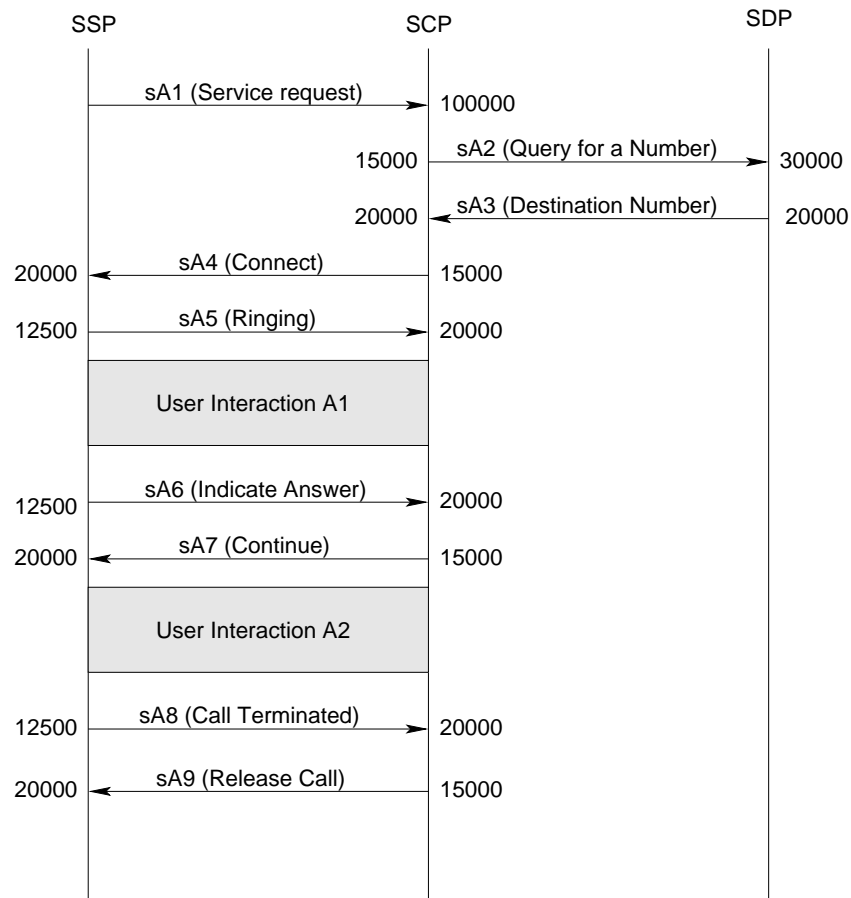 SSP SCP SDP
sA1 (Service request) 100000
15000 sA2 (Query for a Number) 30000
20000 sA3 (Destination Number) 20000
20000 sA4 (Connect) 15000
12500 sA5 (Ringing) 20000
User Interaction A1
12500 sA6 (Indicate Answer) 20000
20000 sA7 (Continue) 15000
User Interaction A2
12500 sA8 (Call Terminated) 20000
20000 sA9 (Release Call) 15000